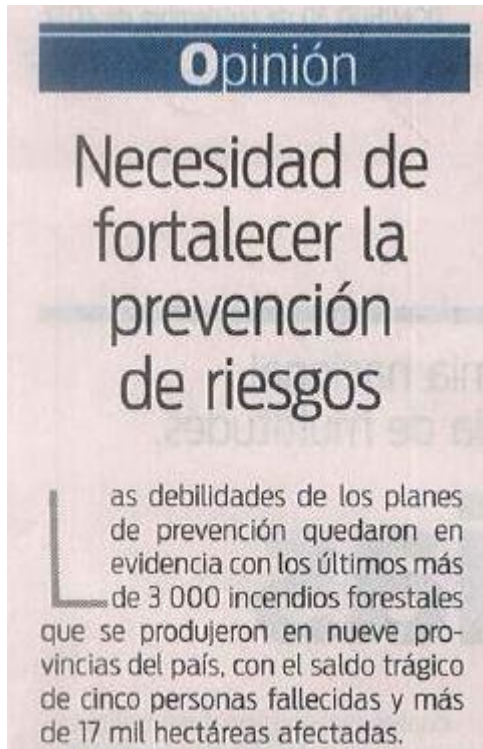 Opinión
Necesidad de
fortalecer la
prevención
de riesgos
Las debilidades de los planes
de prevención quedaron en
evidencia con los últimos más
de 3 000 incendios forestales
que se produjeron en nueve pro-
vincias del país, con el saldo trágico
de cinco personas fallecidas y más
de 17 mil hectáreas afectadas.